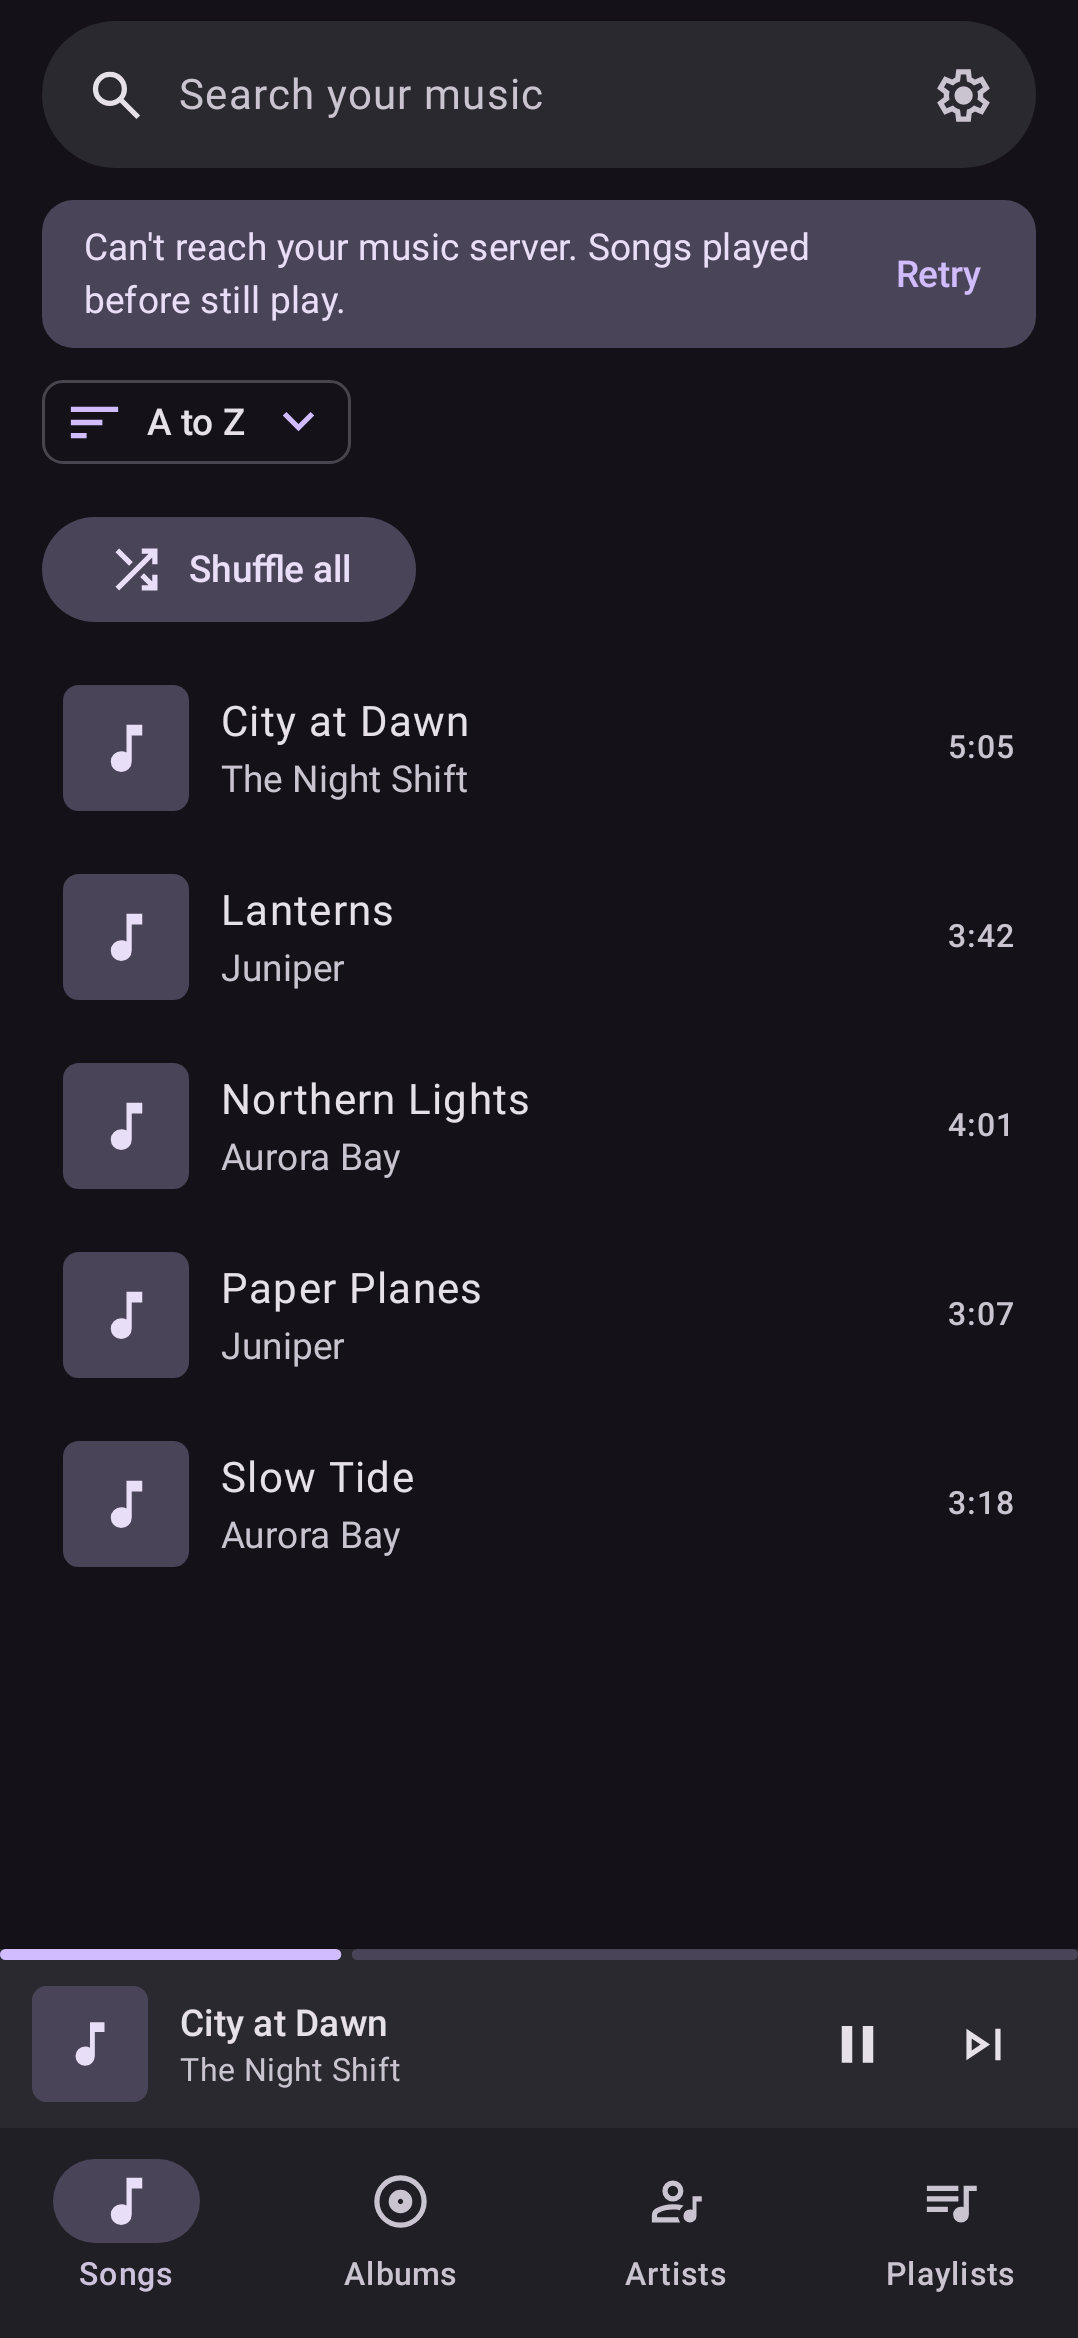 Search your music
Can't reach your music server. Songs played
before still play.
Retry
A to Z
Shuffle all
City at Dawn
The Night Shift
5:05
Lanterns
Juniper
3:42
Northern Lights
Aurora Bay
4:01
Paper Planes
Juniper
3:07
Slow Tide
Aurora Bay
3:18
City at Dawn
The Night Shift
Songs
Albums
Artists
Playlists